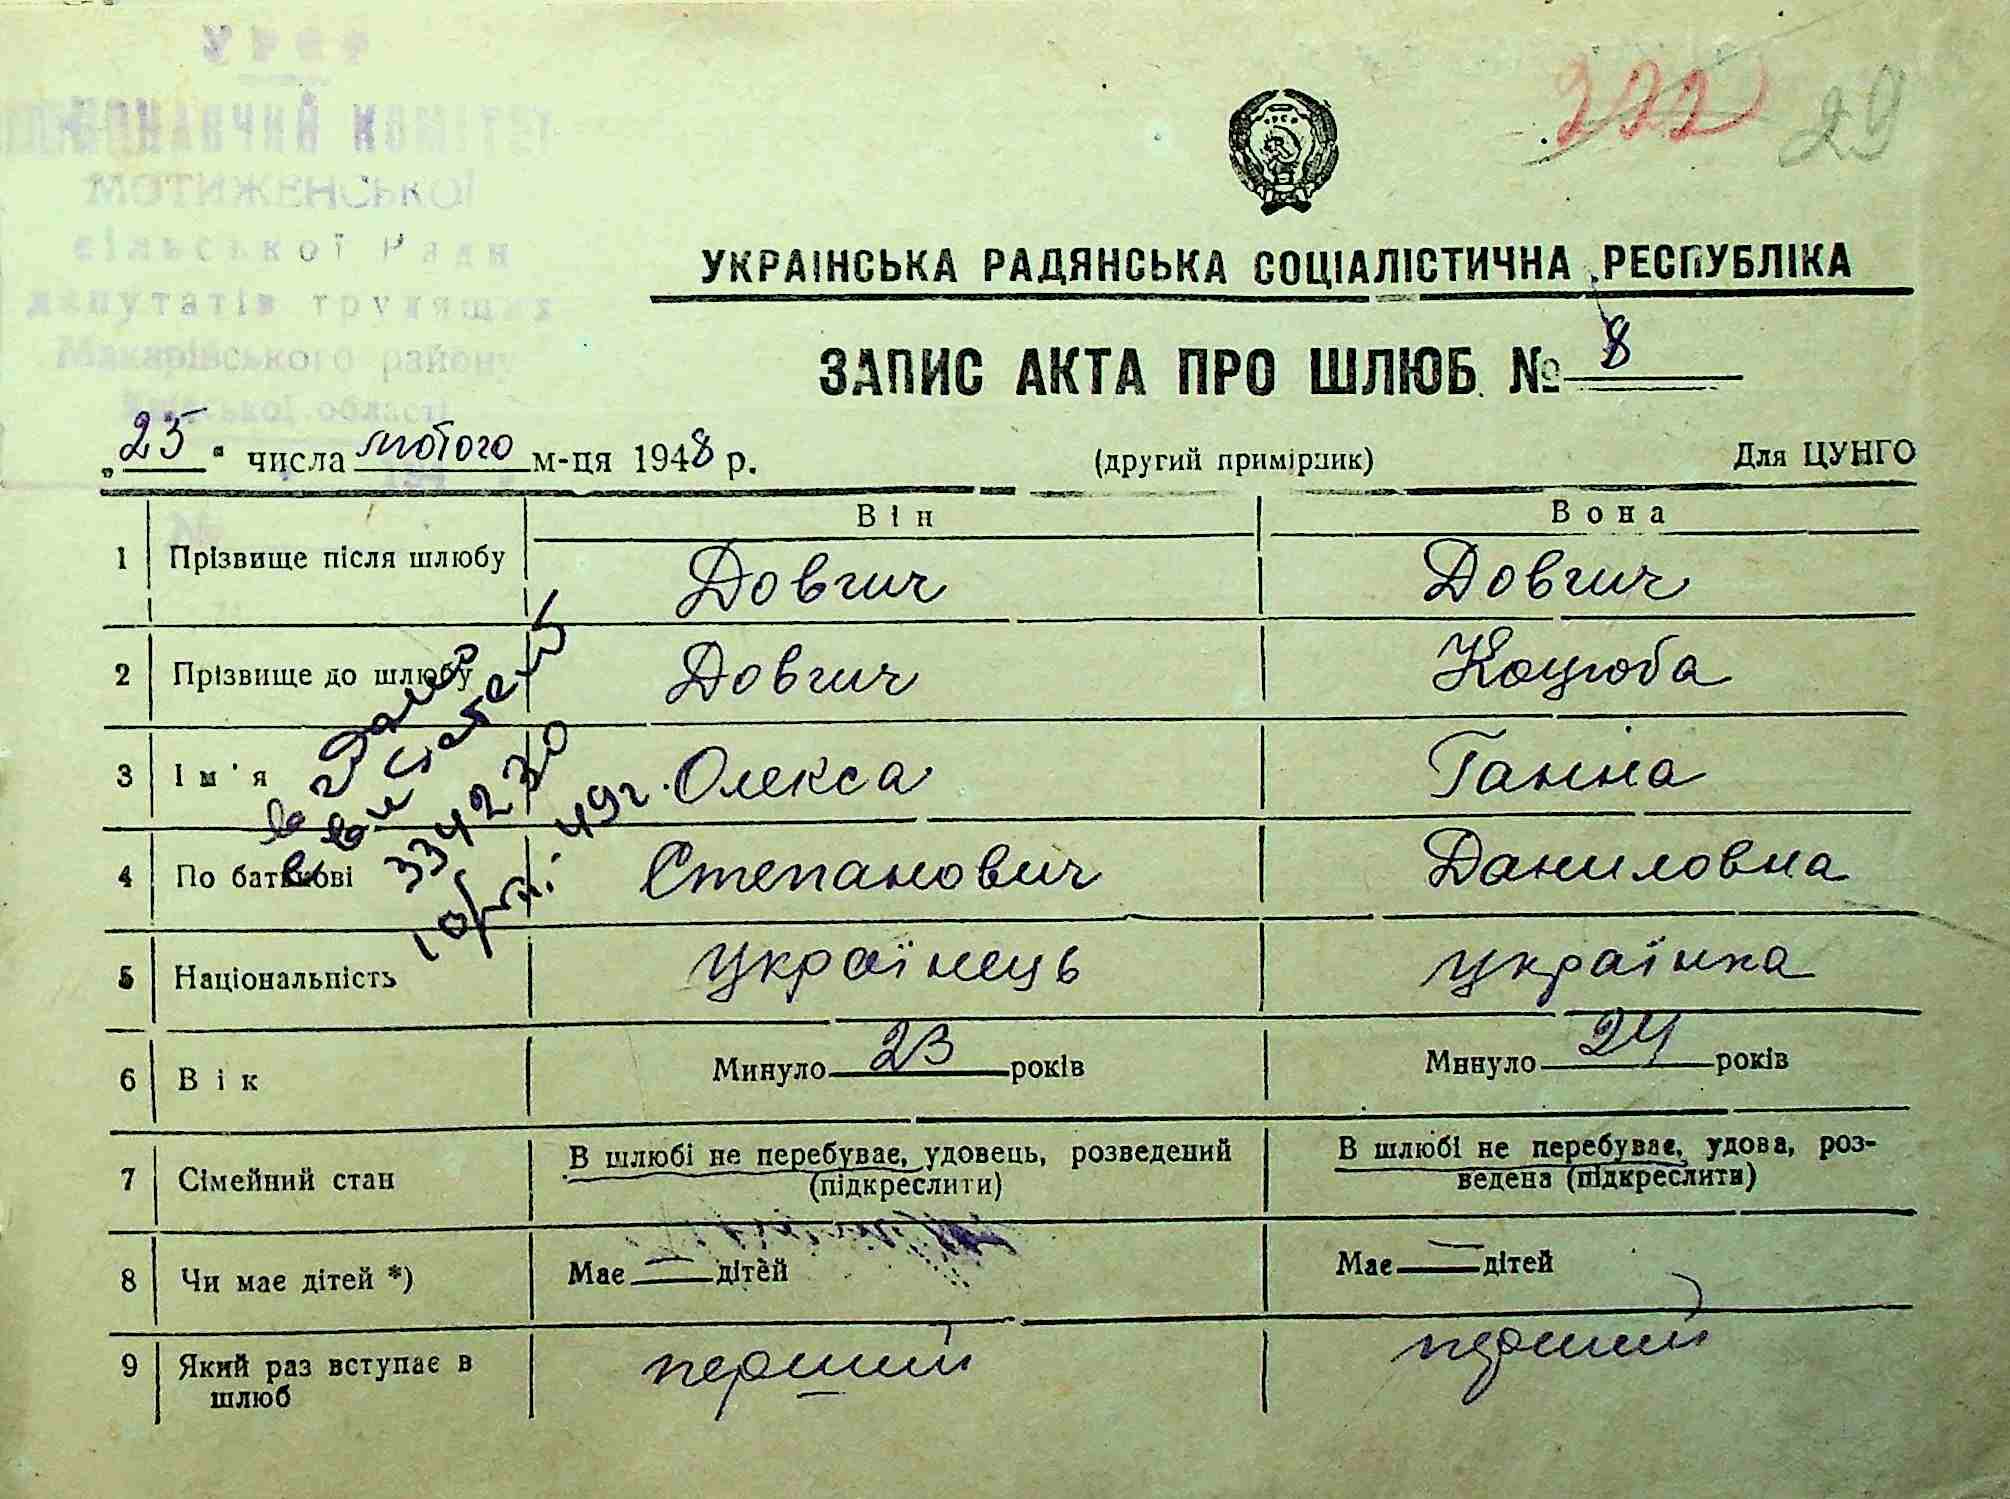 УРСР
ВИКОНАВЧИЙ КОМІТЕТ
МОТИЖЕНСЬКОЇ
сільської Ради
депутатів трудящих
Макарівського району
Київської області
222 29
УКРАЇНСЬКА РАДЯНСЬКА СОЦІАЛІСТИЧНА РЕСПУБЛІКА
ЗАПИС АКТА ПРО ШЛЮБ № 8
„25" числа лютого м-ця 1948 р. (другий примірник) Для ЦУНГО
Він Вона
1 Прізвище після шлюбу Довгич Довгич
2 Прізвище до шлюбу Довгич Коцюба
3 Ім'я Олекса Ганна
4 По батькові Степанович Даниловна
5 Національність українець українка
6 Вік Минуло 23 років Минуло 24 років
7 Сімейний стан В шлюбі не перебуває, удовець, розведений (підкреслити) В шлюбі не перебуває, удова, роз-
ведена (підкреслити)
8 Чи має дітей *) Має — дітей Має — дітей
9 Який раз вступає в перший перший
шлюб
334230
49г.